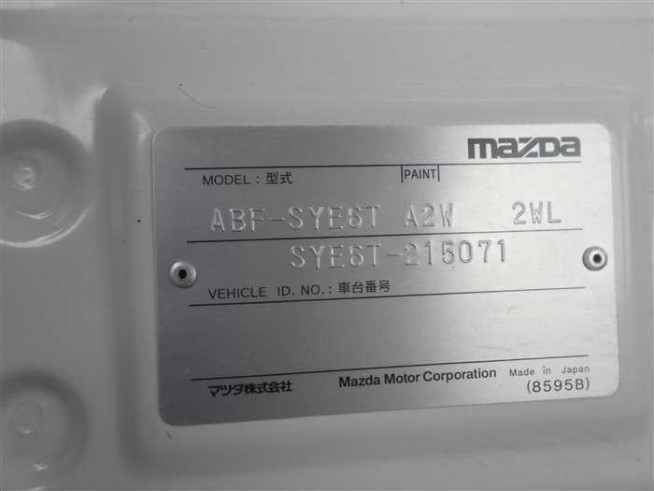 mazda
MODEL : 型式 PAINT
ABF-SYE6T A2W 2WL
SYE6T-215071
VEHICLE ID. NO.: 車台番号
マツダ株式会社 Mazda Motor Corporation Made in Japan
(8595B)